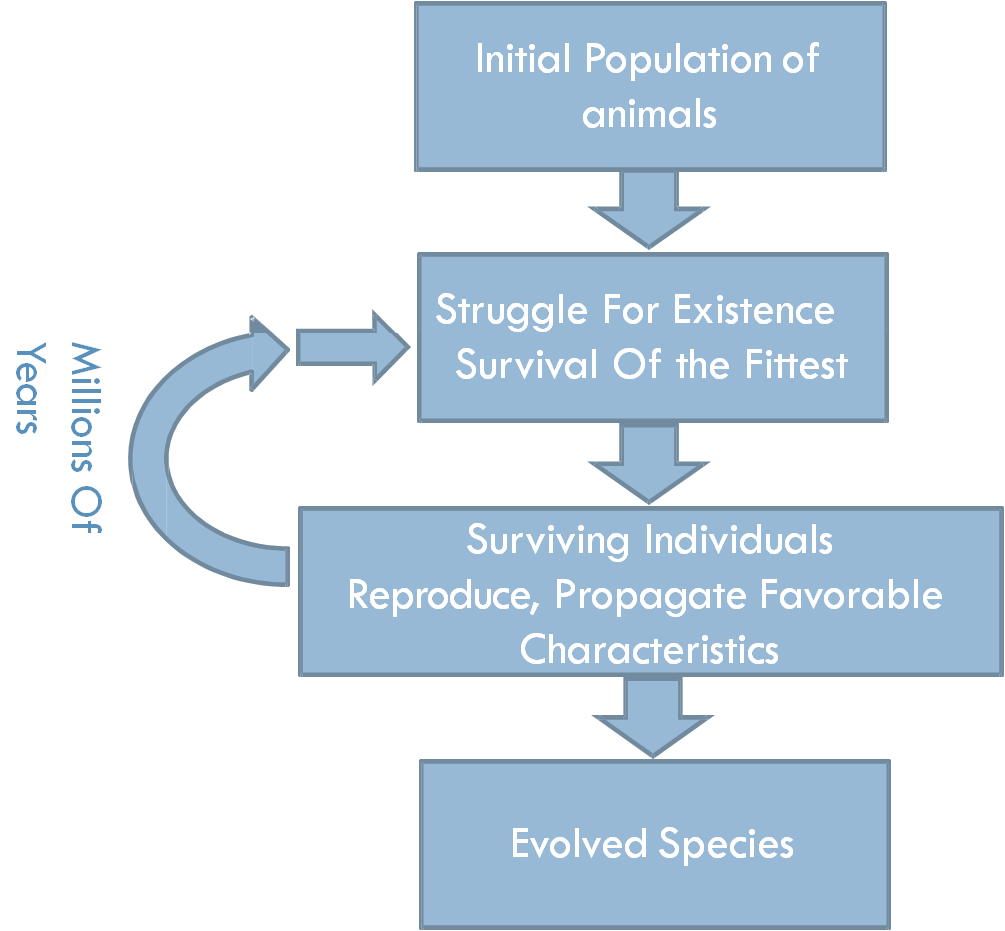 Initial Population of
animals
Struggle For Existence
Survival Of the Fittest
Millions Of
Years
Surviving Individuals
Reproduce, Propagate Favorable
Characteristics
Evolved Species